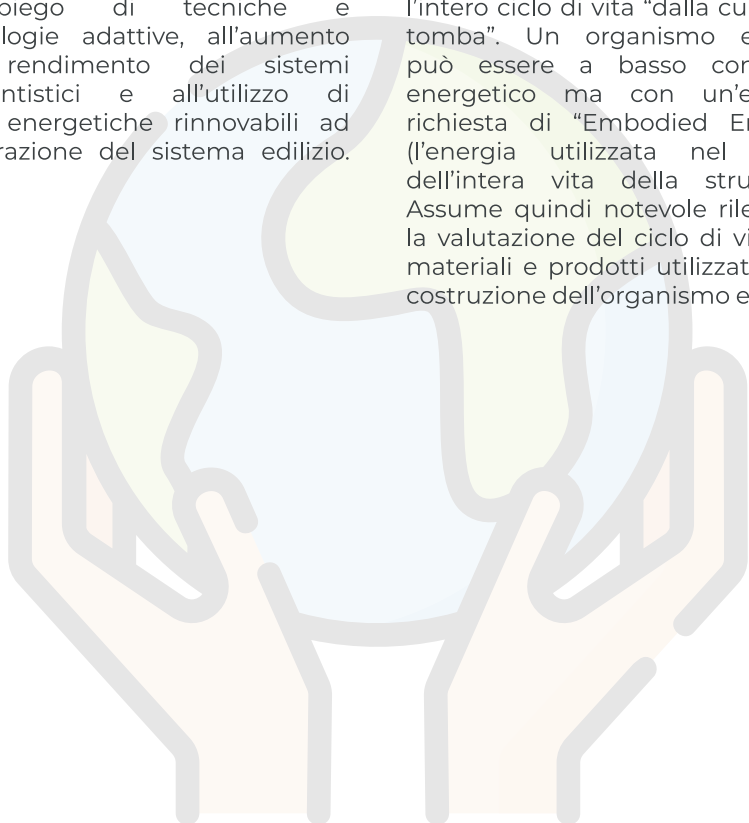 piego di tecniche e
logie adattive, all’aumento
rendimento dei sistemi
ntistici e all’utilizzo di
energetiche rinnovabili ad
razione del sistema edilizio.
l’intero ciclo di vita “dalla cu
tomba”. Un organismo e
può essere a basso con
energetico ma con un’e
richiesta di “Embodied En
(l’energia utilizzata nel
dell’intera vita della stru
Assume quindi notevole rile
la valutazione del ciclo di vi
materiali e prodotti utilizzat
costruzione dell’organismo e